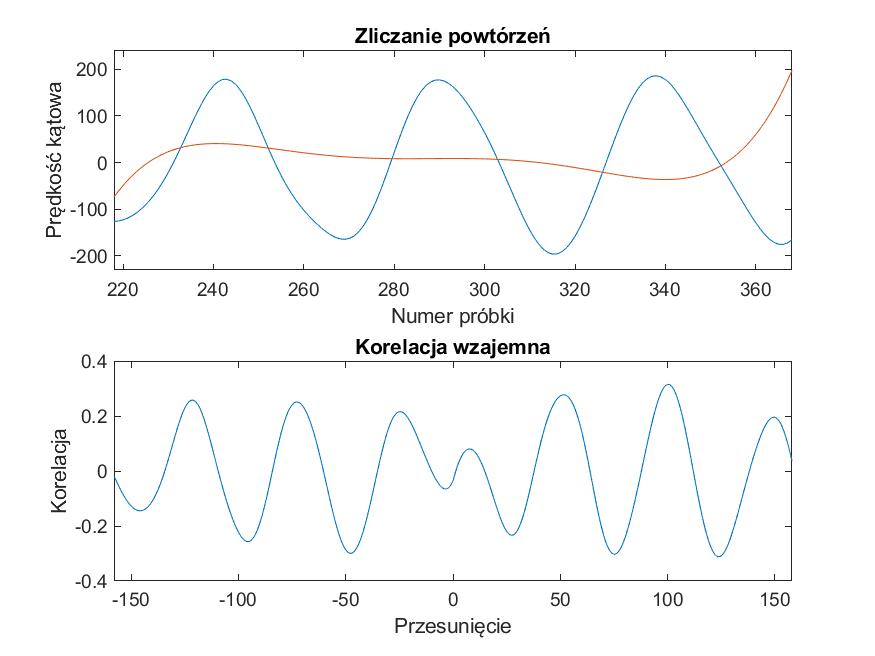 Zliczanie powtórzeń
200
100
0
-100
-200
Prędkość kątowa
220 240 260 280 300 320 340 360
Numer próbki
Korelacja wzajemna
0.4
0.2
0
-0.2
-0.4
Korelacja
-150 -100 -50 0 50 100 150
Przesunięcie